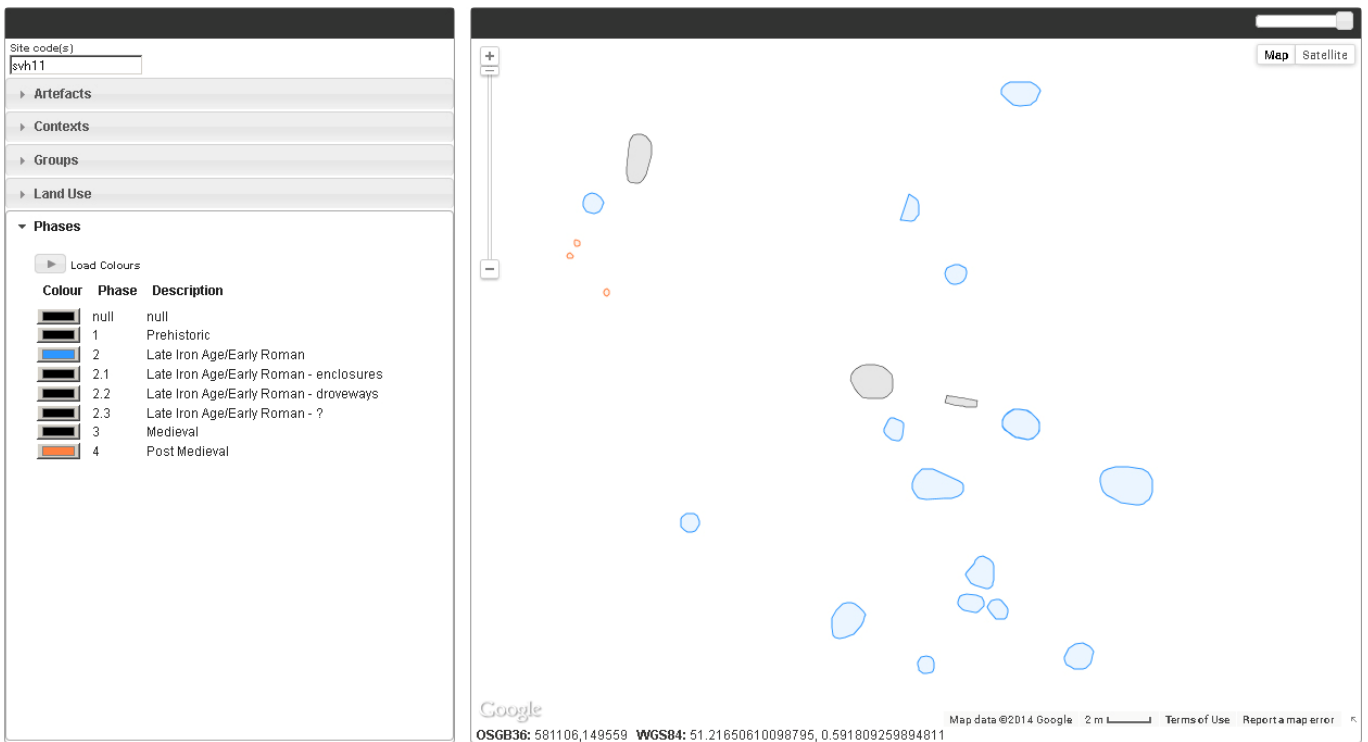 Site code(s)
svh11
Artefacts
Contexts
Groups
Land Use
Phases
Load Colours
Colour Phase Description
null null
1 Prehistoric
2 Late Iron Age/Early Roman
2.1 Late Iron Age/Early Roman - enclosures
2.2 Late Iron Age/Early Roman - droveways
2.3 Late Iron Age/Early Roman - ?
3 Medieval
4 Post Medieval
+
Map Satellite
−
Google
Map data ©2014 Google 2 m Terms of Use Report a map error
OSGB36: 581106,149559 WGS84: 51.21650610098795, 0.591809259894811